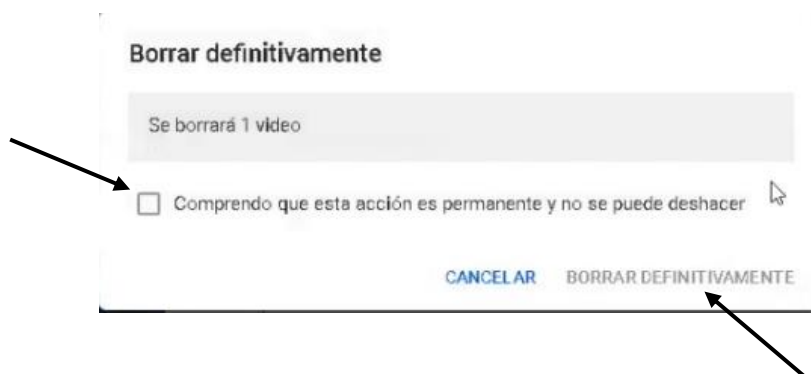 Borrar definitivamente
Se borrará 1 video
Comprendo que esta acción es permanente y no se puede deshacer
CANCELAR BORRAR DEFINITIVAMENTE